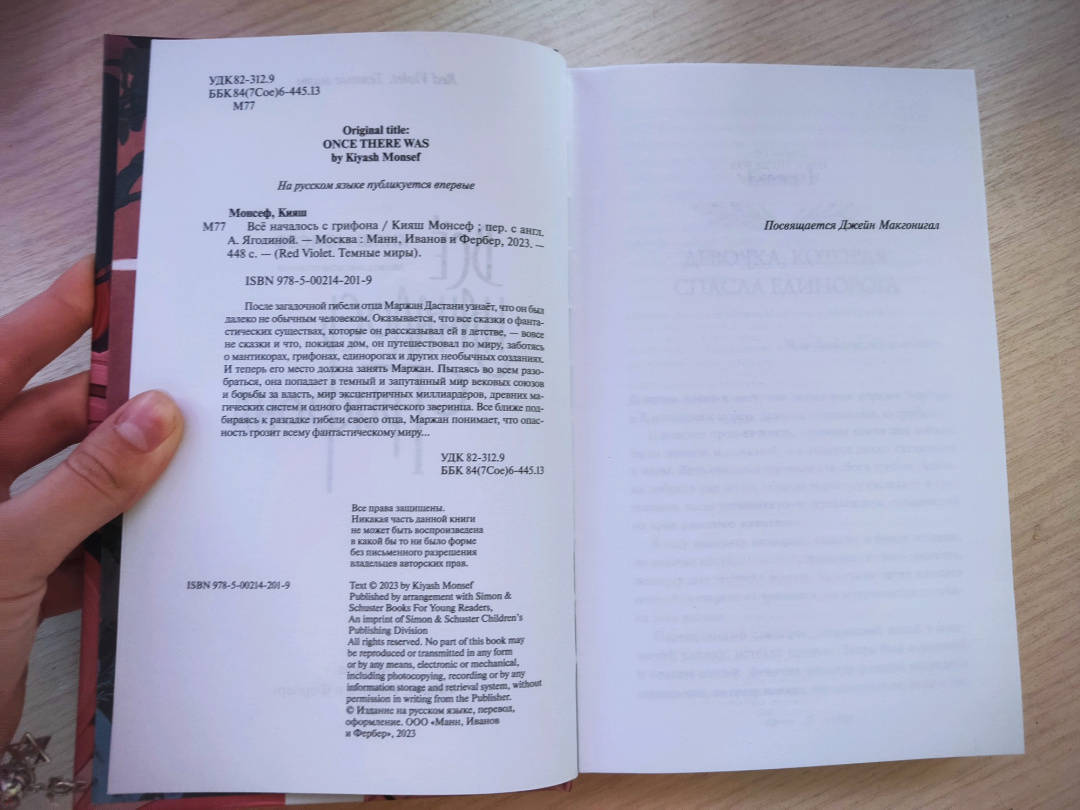 УДК 82-312.9
ББК 84(7Сое)6-445.13
М77
Original title:
ONCE THERE WAS
by Kiyash Monsef
На русском языке публикуется впервые
Монсеф, Кияш
М77 Всё началось с грифона / Кияш Монсеф ; пер. с англ.
А. Ягодиной. — Москва : Манн, Иванов и Фербер, 2023. —
448 с. — (Red Violet. Темные миры).
ISBN 978-5-00214-201-9
После загадочной гибели отца Маржан Дастани узнаёт, что он был
далеко не обычным человеком. Оказывается, что все сказки о фанта-
стических существах, которые он рассказывал ей в детстве, — вовсе
не сказки и что, покидая дом, он путешествовал по миру, заботясь
о мантикорах, грифонах, единорогах и других необычных созданиях.
И теперь его место должна занять Маржан. Пытаясь во всем разо-
браться, она попадает в темный и запутанный мир вековых союзов
и борьбы за власть, мир эксцентричных миллиардеров, древних ма-
гических систем и одного фантастического зверинца. Все ближе под-
бираясь к разгадке гибели своего отца, Маржан понимает, что опас-
ность грозит всему фантастическому миру...
УДК 82-312.9
ББК 84(7Сое)6-445.13
Все права защищены.
Никакая часть данной книги
не может быть воспроизведена
в какой бы то ни было форме
без письменного разрешения
владельцев авторских прав.
ISBN 978-5-00214-201-9
Text © 2023 by Kiyash Monsef
Published by arrangement with Simon &
Schuster Books For Young Readers,
An imprint of Simon & Schuster Children's
Publishing Division
All rights reserved. No part of this book may
be reproduced or transmitted in any form
or by any means, electronic or mechanical,
including photocopying, recording or by any
information storage and retrieval system, without
permission in writing from the Publisher.
© Издание на русском языке, перевод,
оформление. ООО «Манн, Иванов
и Фербер», 2023
Посвящается Джейн Макгонигал
ДЕВОЧКА, КОТОРАЯ
СПАСЛА ЕДИНОРОГА